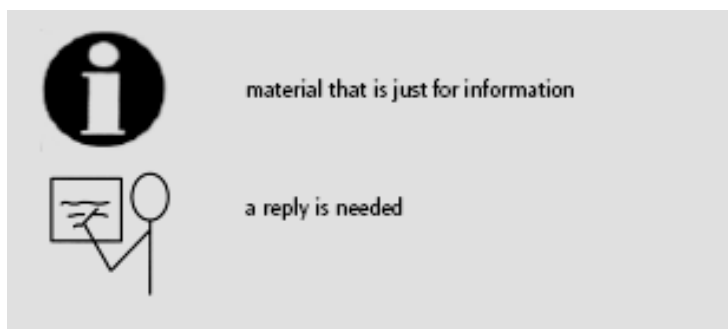 material that is just for information
a reply is needed